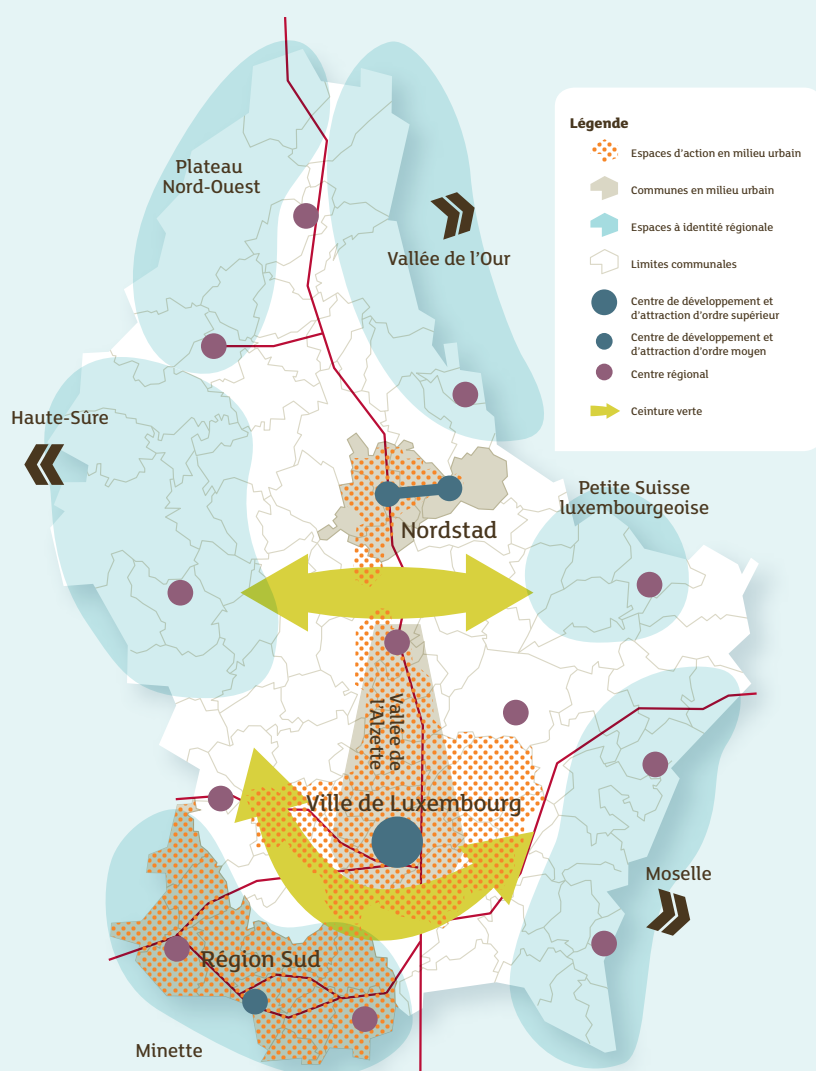 Légende
Espaces d'action en milieu urbain
Communes en milieu urbain
Espaces à identité régionale
Limites communales
Centre de développement et
d'attraction d'ordre supérieur
Centre de développement et
d'attraction d'ordre moyen
Centre régional
Ceinture verte
Plateau
Nord-Ouest
Vallée de l'Our
Haute-Sûre
Petite Suisse
luxembourgeoise
Nordstad
Vallée de
l'Alzette
Ville de Luxembourg
Moselle
Région Sud
Minette